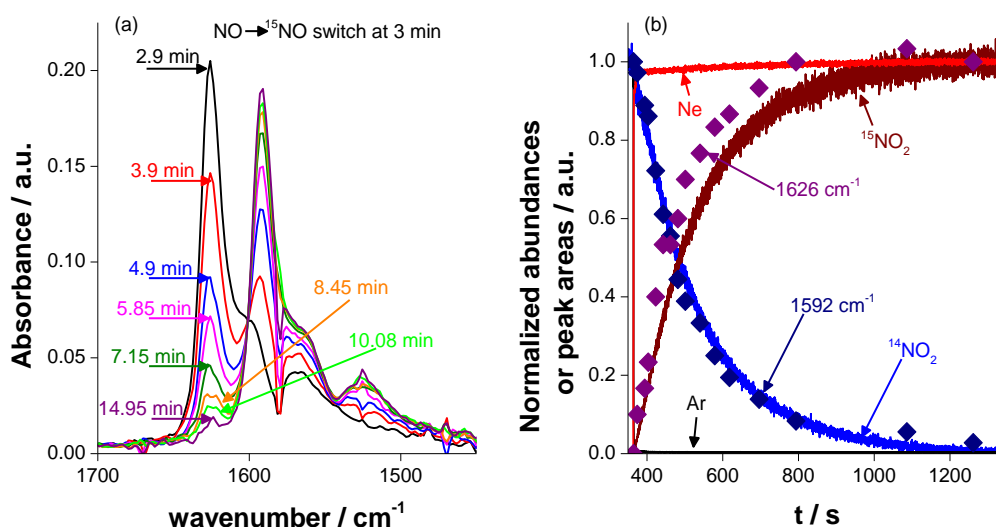 (a)
NO→¹⁵NO switch at 3 min
2.9 min
3.9 min
4.9 min
5.85 min
7.15 min
14.95 min
8.45 min
10.08 min
0.20
0.15
0.10
0.05
0.00
Absorbance / a.u.
1700
1600
1500
wavenumber / cm⁻¹
(b)
Ne
¹⁵NO₂
1626 cm⁻¹
1592 cm⁻¹
¹⁴NO₂
Ar
1.0
0.8
0.6
0.4
0.2
0.0
Normalized abundances
or peak areas / a.u.
400
600
800
1000
1200
t / s